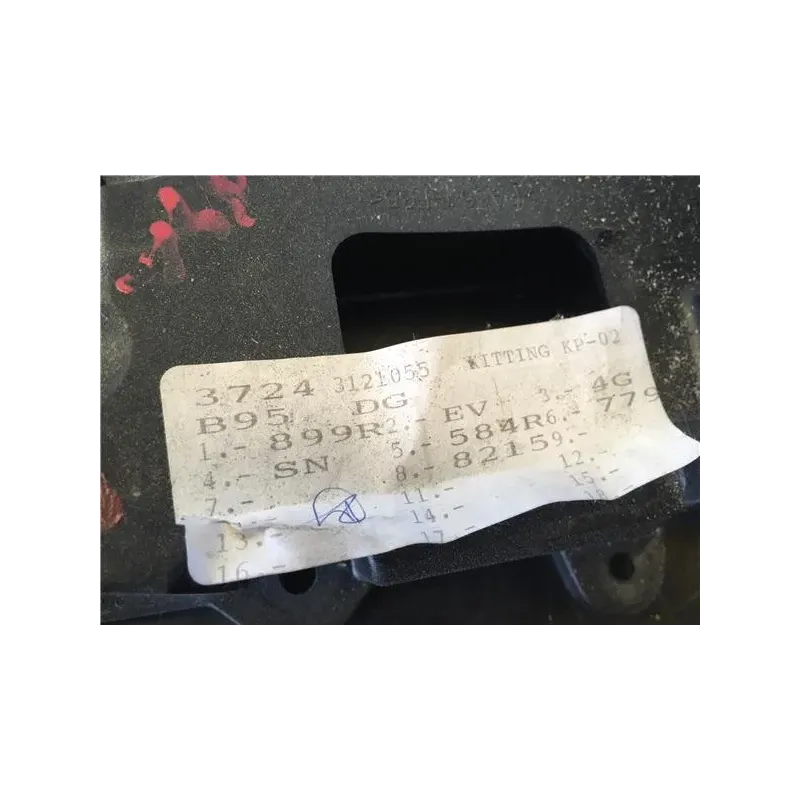 3724 3121055 KITTING KP-02
B95 DG
1.- 899R 2.- EV 3.- 4G
4.- SN 5.- 584R 6.- 779
7.- 8.- 8215 9.-
11.- 12.-
13.- 14.- 15.-
16.- 17.-